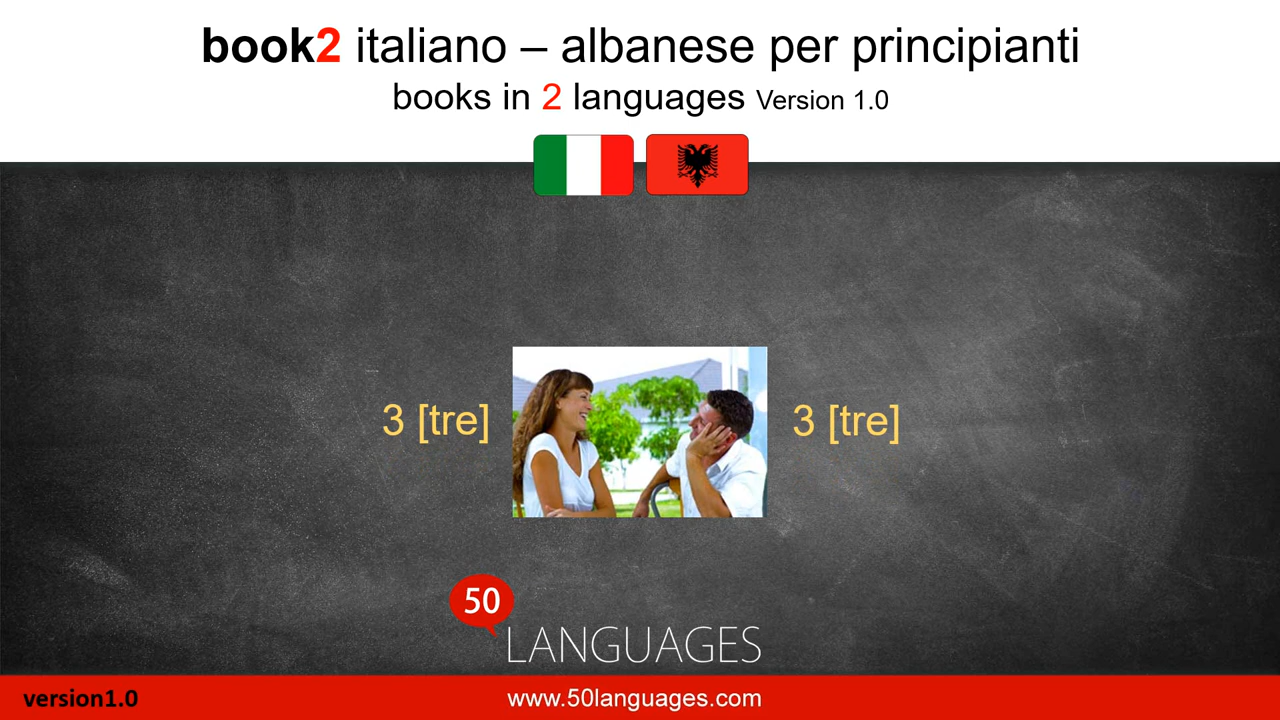 book2 italiano – albanese per principianti
books in 2 languages Version 1.0
3 [tre]
3 [tre]
50
LANGUAGES
version1.0
www.50languages.com